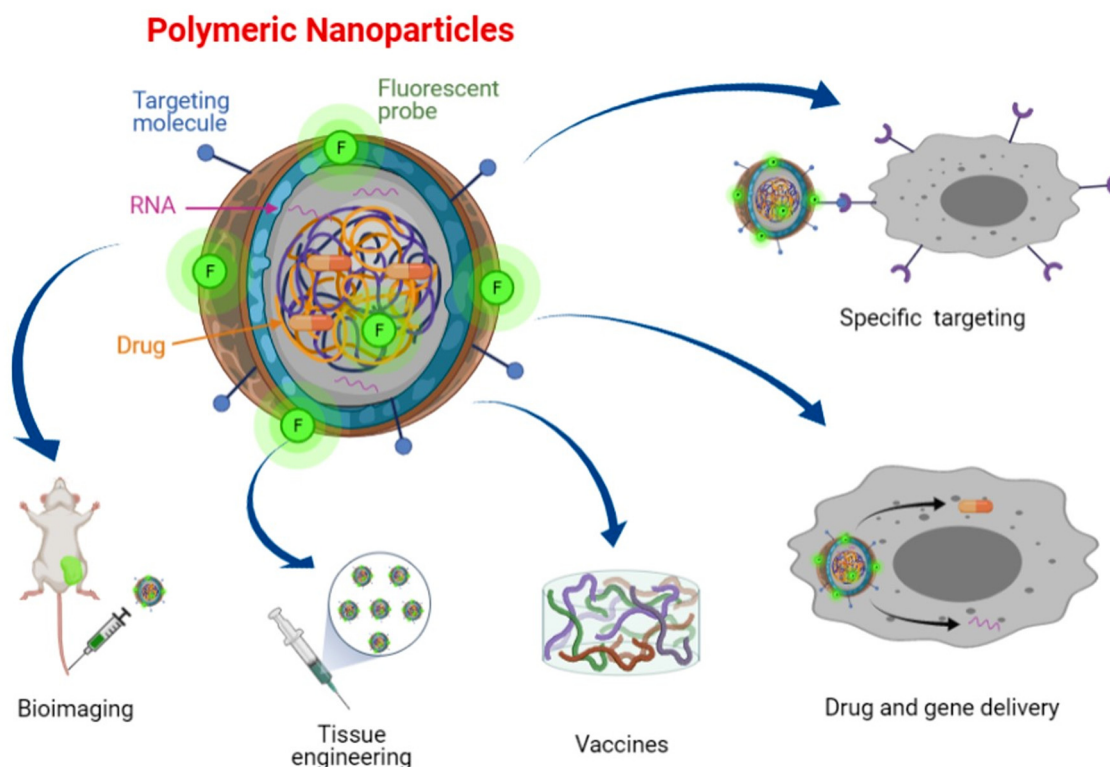 Polymeric Nanoparticles
Targeting
molecule
Fluorescent
probe
F
RNA
F
F
F
Drug
F
Specific targeting
Bioimaging
Tissue
engineering
Vaccines
Drug and gene delivery